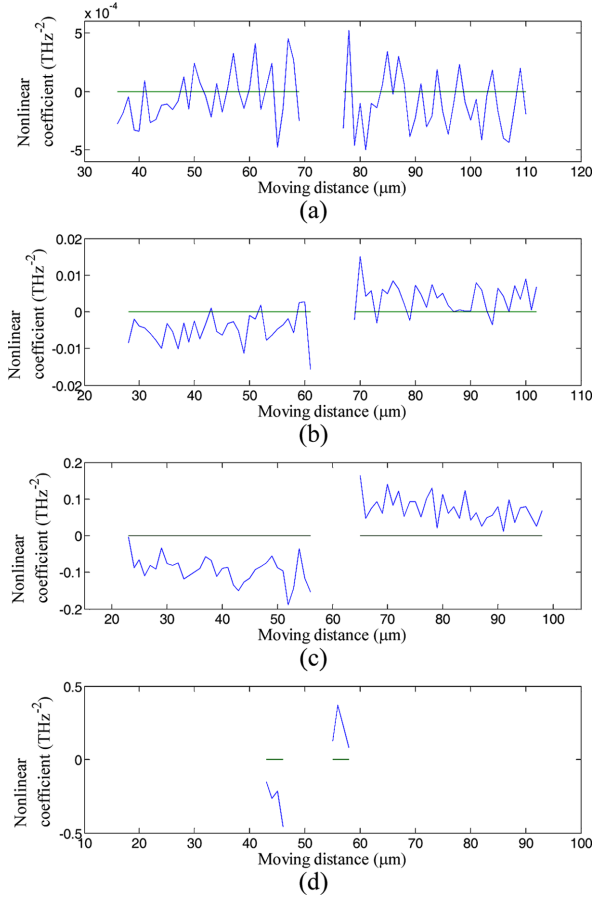 x 10^-4
5
0
-5
Nonlinear
coefficient (THz^-2)
30 40 50 60 70 80 90 100 110 120
Moving distance (μm)
(a)
0.02
0.01
0
-0.01
-0.02
Nonlinear
coefficient (THz^-2)
20 30 40 50 60 70 80 90 100 110
Moving distance (μm)
(b)
0.2
0.1
0
-0.1
-0.2
Nonlinear
coefficient (THz^-2)
20 30 40 50 60 70 80 90 100
Moving distance (μm)
(c)
0.5
0
-0.5
Nonlinear
coefficient (THz^-2)
10 20 30 40 50 60 70 80 90 100
Moving distance (μm)
(d)